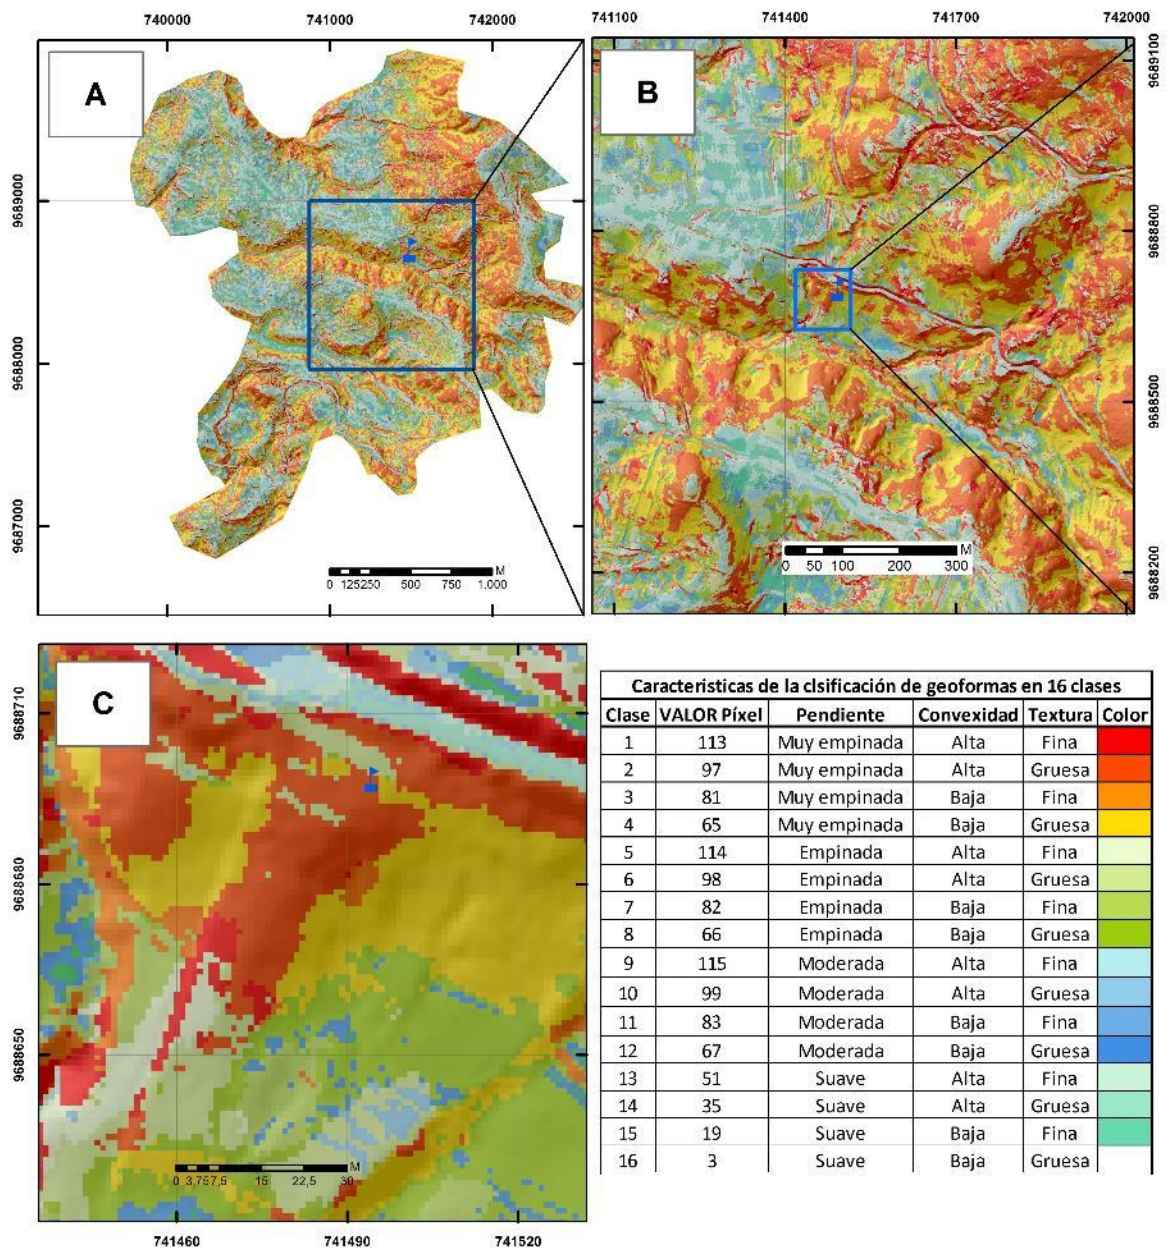 740000 741000 742000
A
9689000
9688000
9687000
0 125250 500 750 1.000 M
741100 741400 741700 742000
B
9689100
9688800
9688500
9688200
0 50 100 200 300 M
C
9688710
9688680
9688650
0 3,757,5 15 22,5 30 M
741460 741490 741520
Caracteristicas de la clsificación de geoformas en 16 clases
Clase VALOR Píxel Pendiente Convexidad Textura Color
1 113 Muy empinada Alta Fina
2 97 Muy empinada Alta Gruesa
3 81 Muy empinada Baja Fina
4 65 Muy empinada Baja Gruesa
5 114 Empinada Alta Fina
6 98 Empinada Alta Gruesa
7 82 Empinada Baja Fina
8 66 Empinada Baja Gruesa
9 115 Moderada Alta Fina
10 99 Moderada Alta Gruesa
11 83 Moderada Baja Fina
12 67 Moderada Baja Gruesa
13 51 Suave Alta Fina
14 35 Suave Alta Gruesa
15 19 Suave Baja Fina
16 3 Suave Baja Gruesa